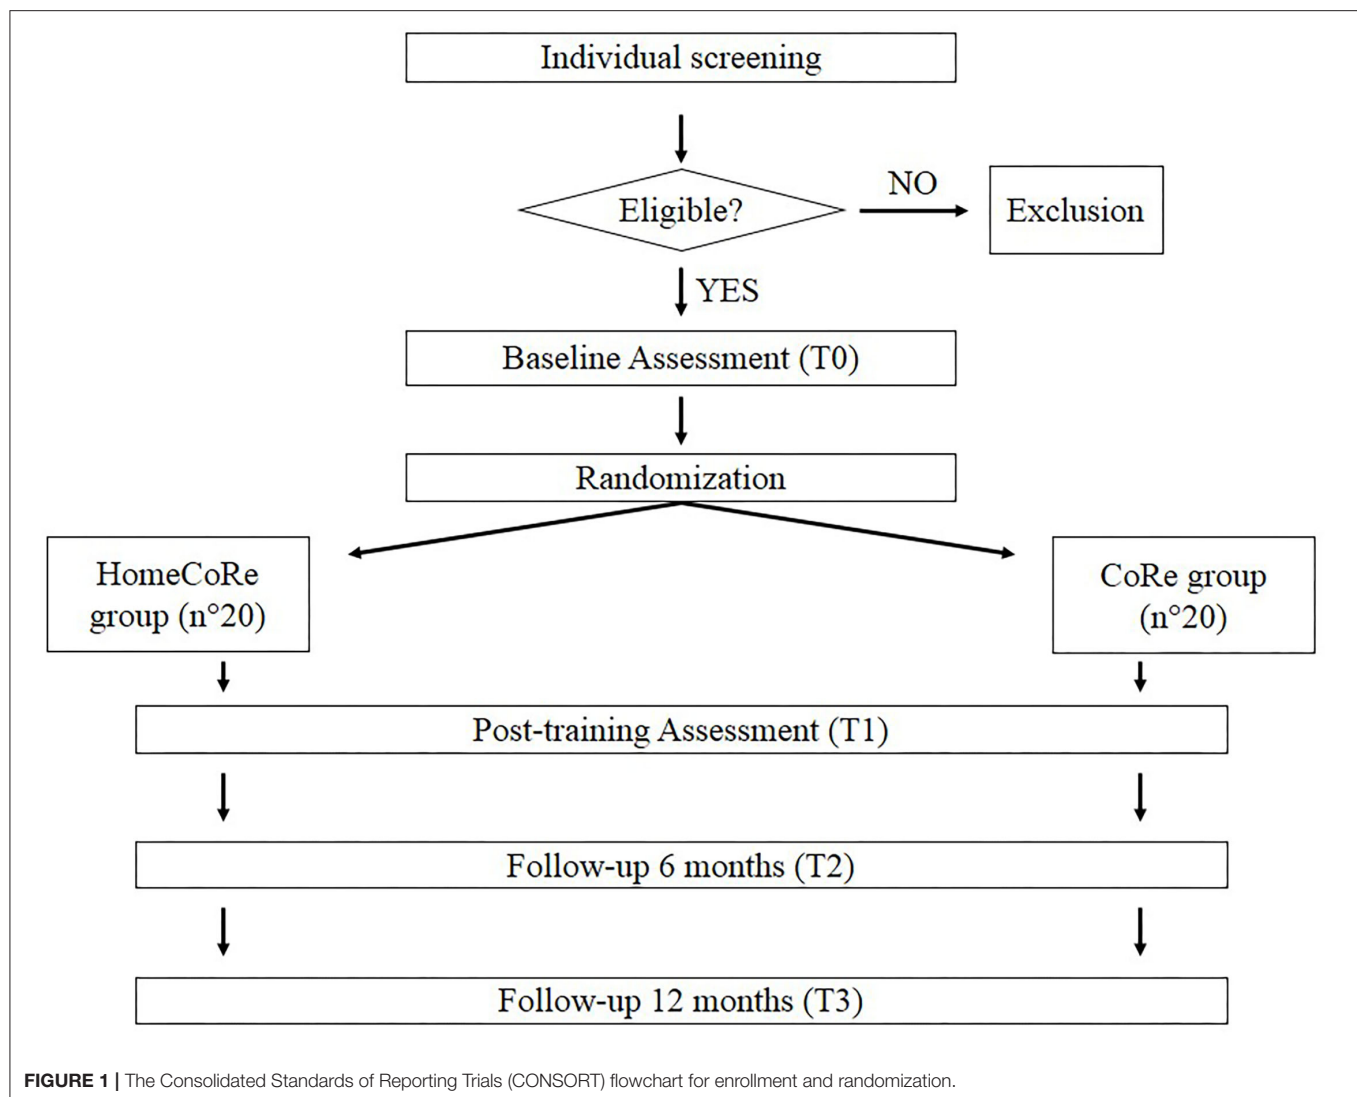 Individual screening
Eligible?
NO
Exclusion
YES
Baseline Assessment (T0)
Randomization
HomeCoRe
group (n°20)
CoRe group
(n°20)
Post-training Assessment (T1)
Follow-up 6 months (T2)
Follow-up 12 months (T3)
FIGURE 1 | The Consolidated Standards of Reporting Trials (CONSORT) flowchart for enrollment and randomization.